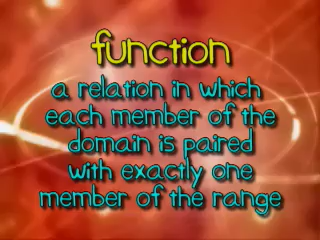 function
a relation in which
each member of the
domain is paired
with exactly one
member of the range